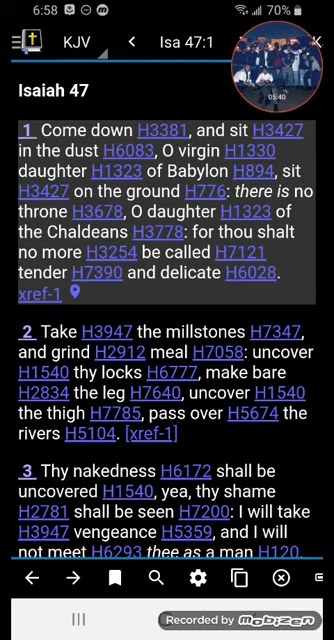 6:58
70%
KJV
Isa 47:1
K
05:40
Isaiah 47
1 Come down H3381, and sit H3427
in the dust H6083, O virgin H1330
daughter H1323 of Babylon H894, sit
H3427 on the ground H776: there is no
throne H3678, O daughter H1323 of
the Chaldeans H3778: for thou shalt
no more H3254 be called H7121
tender H7390 and delicate H6028.
xref-1
2 Take H3947 the millstones H7347,
and grind H2912 meal H7058: uncover
H1540 thy locks H6777, make bare
H2834 the leg H7640, uncover H1540
the thigh H7785, pass over H5674 the
rivers H5104. [xref-1]
3 Thy nakedness H6172 shall be
uncovered H1540, yea, thy shame
H2781 shall be seen H7200: I will take
H3947 vengeance H5359, and I will
not meet H6293 thee as a man H120.
Recorded by mobizen